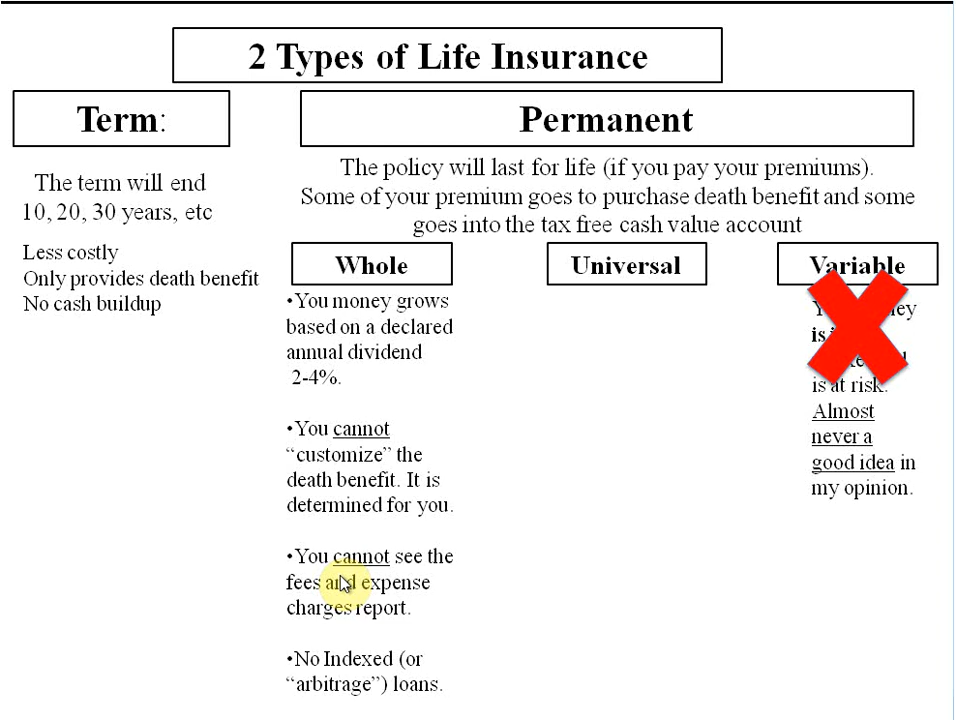 2 Types of Life Insurance
Term:
Permanent
The term will end
10, 20, 30 years, etc
Less costly
Only provides death benefit
No cash buildup
The policy will last for life (if you pay your premiums).
Some of your premium goes to purchase death benefit and some
goes into the tax free cash value account
Whole
•You money grows
based on a declared
annual dividend
2-4%.
•You cannot
“customize” the
death benefit. It is
determined for you.
•You cannot see the
fees and expense
charges report.
•No Indexed (or
“arbitrage”) loans.
Universal
Variable
is
is at risk.
Almost
never a
good idea in
my opinion.